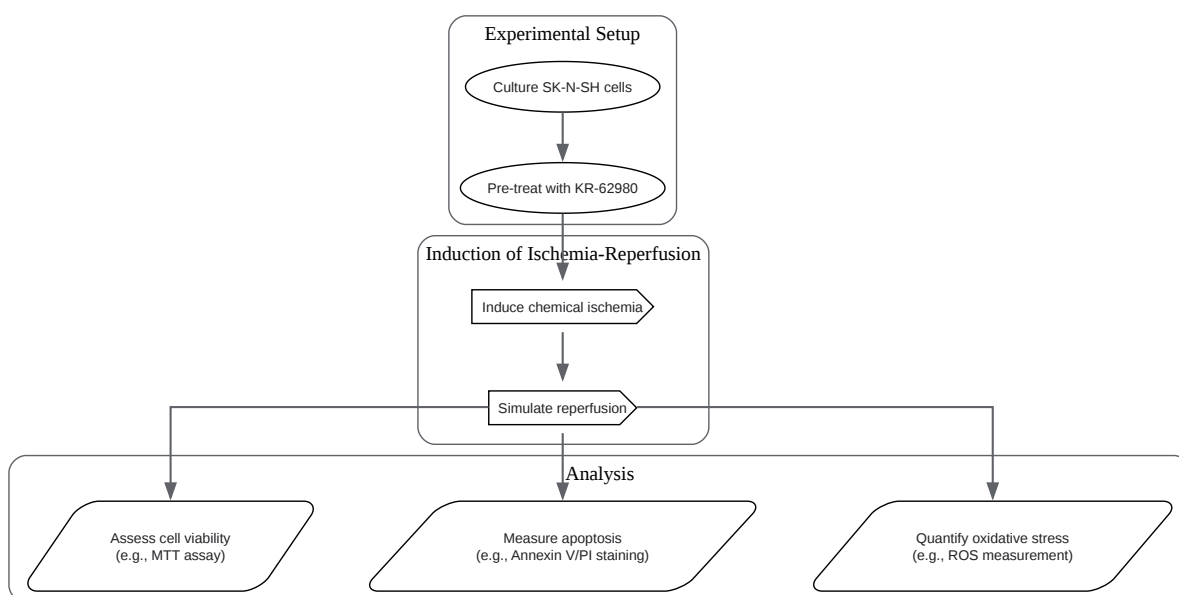 Experimental Setup
Culture SK-N-SH cells
Pre-treat with KR-62980
Induction of Ischemia-Reperfusion
Induce chemical ischemia
Simulate reperfusion
Analysis
Assess cell viability
(e.g., MTT assay)
Measure apoptosis
(e.g., Annexin V/PI staining)
Quantify oxidative stress
(e.g., ROS measurement)